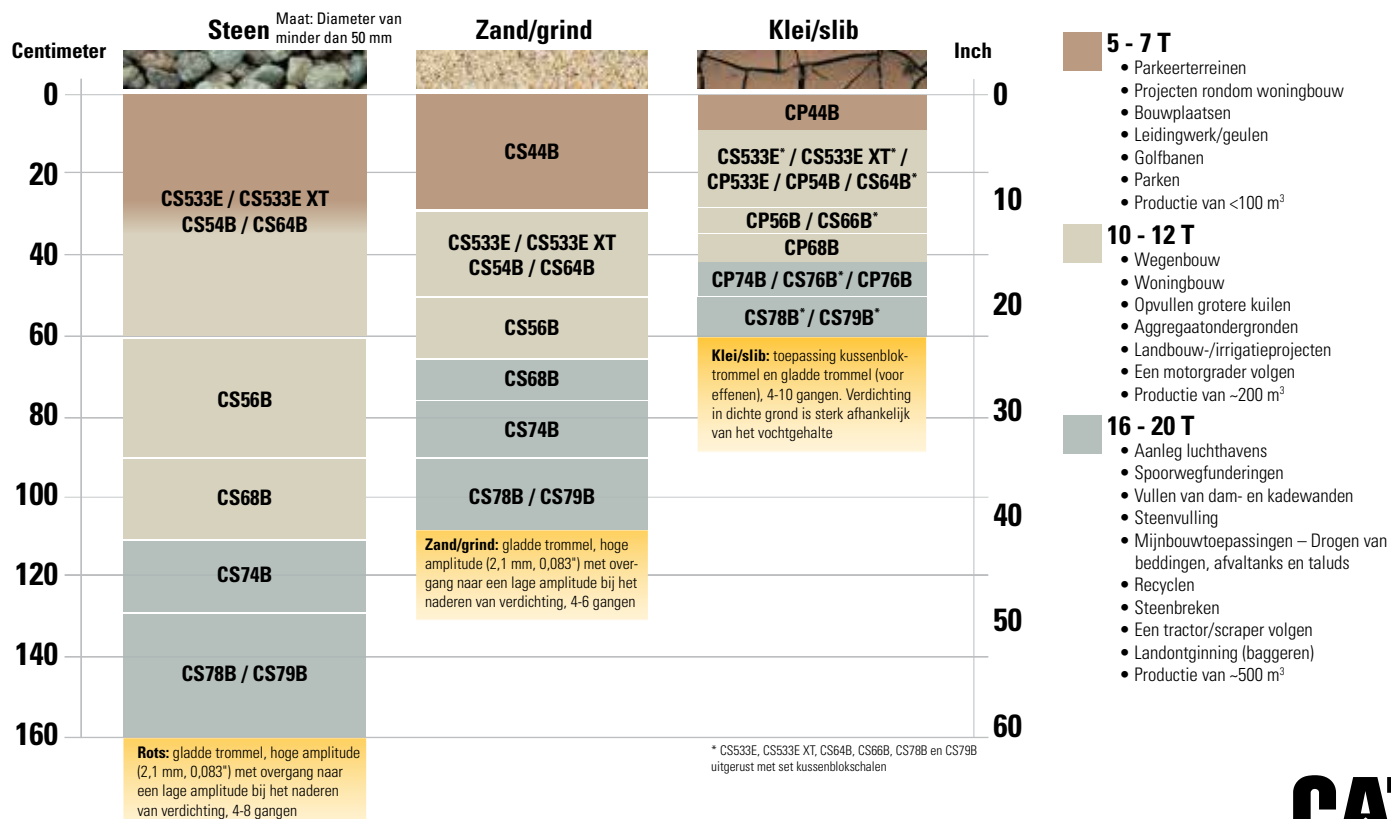 Steen
Maat: Diameter van
minder dan 50 mm
Zand/grind
Klei/slib
Centimeter
Inch
0
20
40
60
80
100
120
140
160
CS533E / CS533E XT
CS54B / CS64B
CS56B
CS68B
CS74B
CS78B / CS79B
Rots: gladde trommel, hoge amplitude
(2,1 mm, 0,083") met overgang naar
een lage amplitude bij het naderen
van verdichting, 4-8 gangen
CS44B
CS533E / CS533E XT
CS54B / CS64B
CS56B
CS68B
CS74B
CS78B / CS79B
Zand/grind: gladde trommel, hoge
amplitude (2,1 mm, 0,083") met over-
gang naar een lage amplitude bij het
naderen van verdichting, 4-6 gangen
CP44B
CS533E* / CS533E XT* /
CP533E / CP54B / CS64B*
CP56B / CS66B*
CP68B
CP74B / CS76B* / CP76B
CS78B* / CS79B*
Klei/slib: toepassing kussenblok-
trommel en gladde trommel (voor
effenen), 4-10 gangen. Verdichting
in dichte grond is sterk afhankelijk
van het vochtgehalte
0
10
20
30
40
50
60
* CS533E, CS533E XT, CS64B, CS66B, CS78B en CS79B
uitgerust met set kussenblokschalen
5 - 7 T
• Parkeerterreinen
• Projecten rondom woningbouw
• Bouwplaatsen
• Leidingwerk/geulen
• Golfbanen
• Parken
• Productie van <100 m³
10 - 12 T
• Wegenbouw
• Woningbouw
• Opvullen grotere kuilen
• Aggregaatondergronden
• Landbouw-/irrigatieprojecten
• Een motorgrader volgen
• Productie van ~200 m³
16 - 20 T
• Aanleg luchthavens
• Spoorwegfunderingen
• Vullen van dam- en kadewanden
• Steenvulling
• Mijnbouwtoepassingen – Drogen van
beddingen, afvaltanks en taluds
• Recyclen
• Steenbreken
• Een tractor/scraper volgen
• Landontginning (baggeren)
• Productie van ~500 m³
CAT